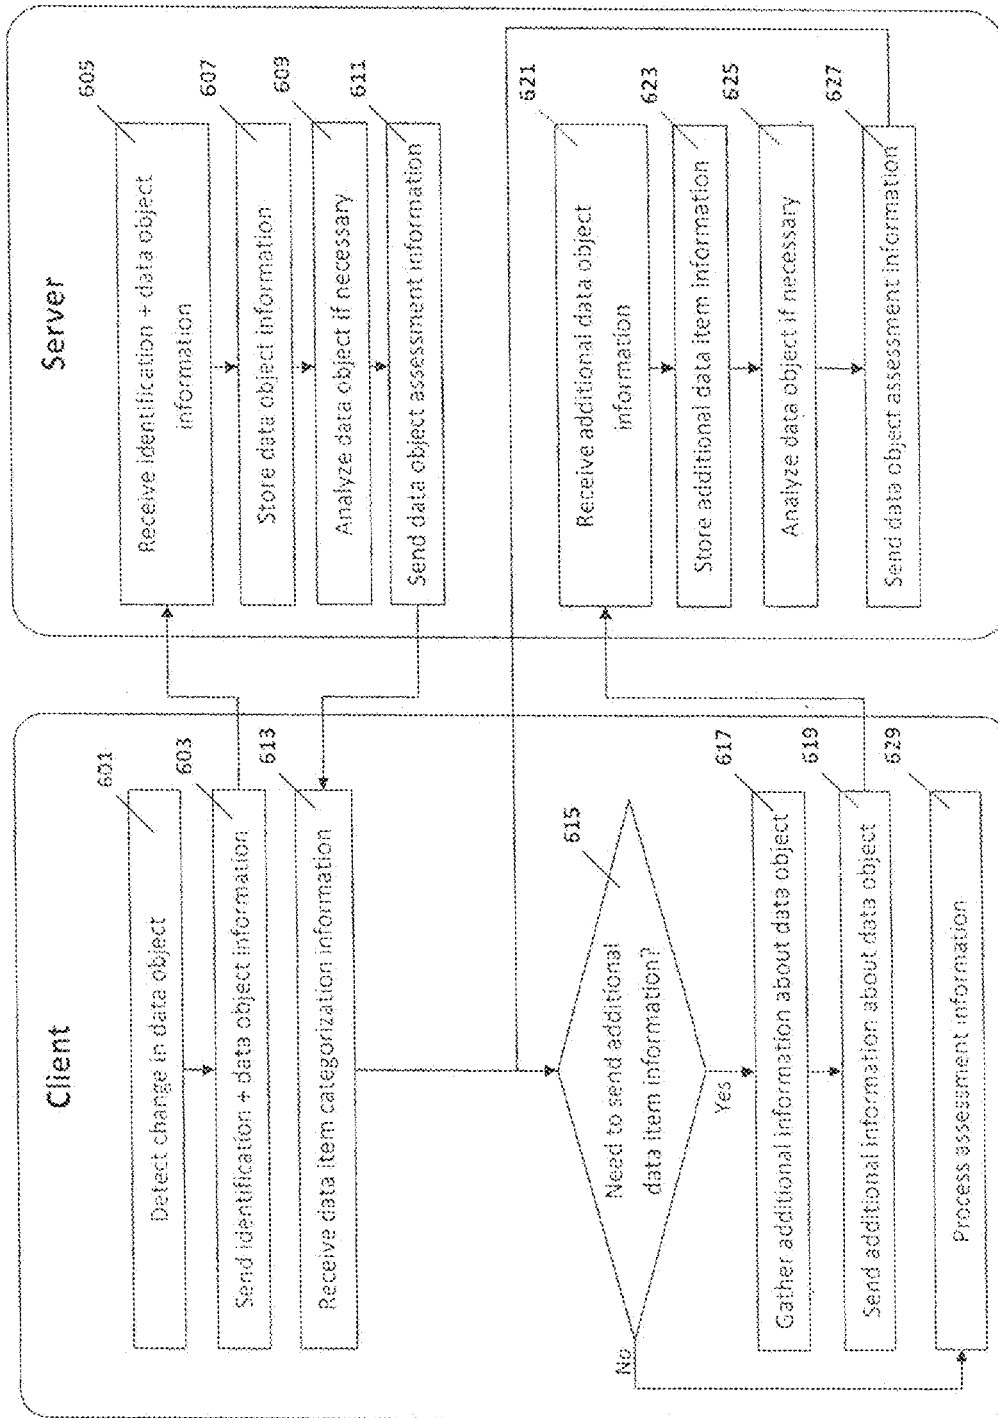 Client
601
Detect change in data object
603
Send identification + data object information
613
Receive data item categorization information
615
Need to send additional
data item information?
Yes
No
617
Gather additional information about data object
619
Send additional information about data object
629
Process assessment information
Server
605
Receive identification + data object
information
607
Store data object information
609
Analyze data object if necessary
611
Send data object assessment information
621
Receive additional data object
information
623
Store additional data item information
625
Analyze data object if necessary
627
Send data object assessment information